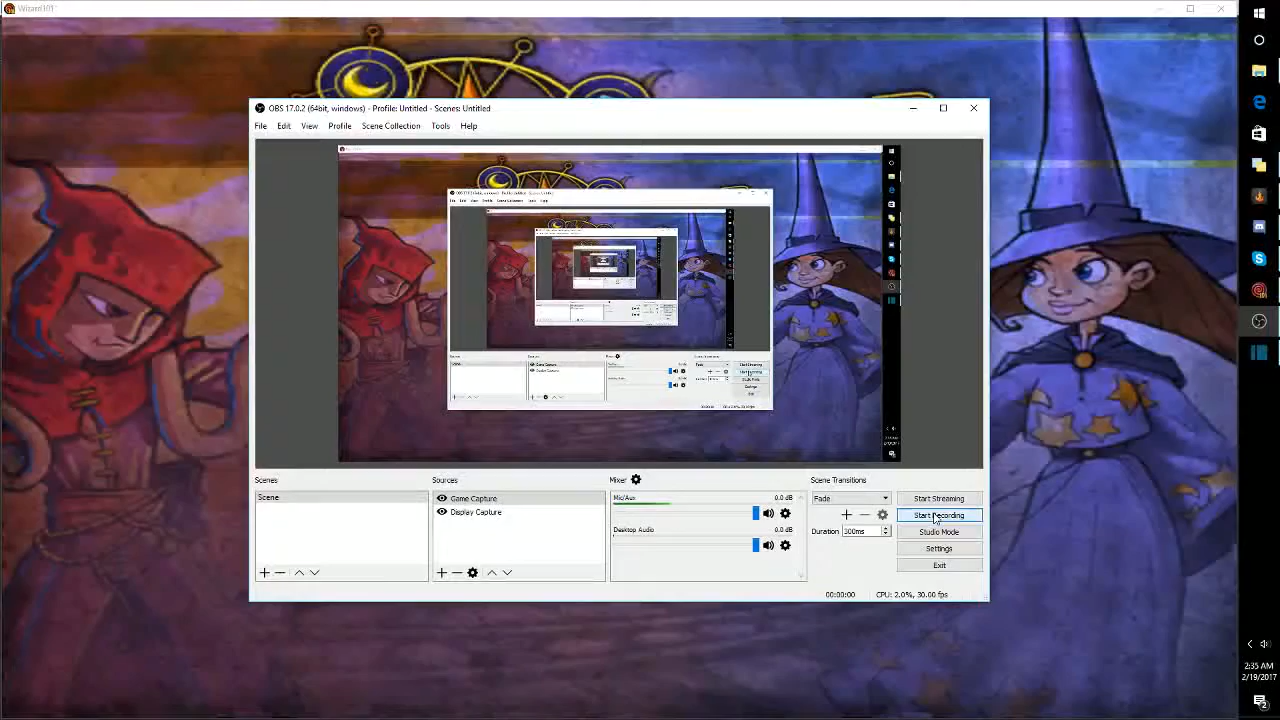 Wizard101
OBS 17.0.2 (64bit, windows) - Profile: Untitled - Scenes: Untitled
File Edit View Profile Scene Collection Tools Help
Scenes Sources Mixer Scene Transitions
Scene
Game Capture
Display Capture
Mic/Aux 0.0 dB
Desktop Audio 0.0 dB
Fade
Duration 300ms
Start Streaming
Start Recording
Studio Mode
Settings
Exit
00:00:00 CPU: 2.0%, 30.00 fps
2:35 AM
2/19/2017